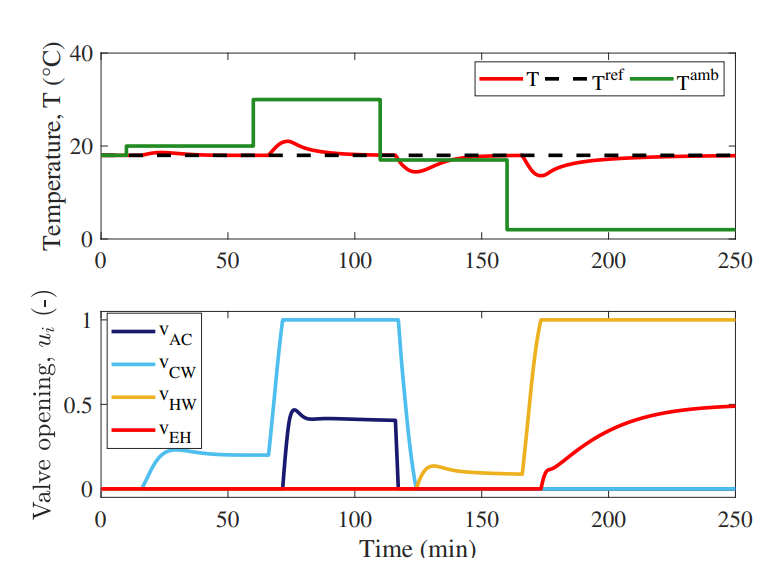 Temperature, T (°C)
40
20
0
T T^ref T^amb
0 50 100 150 200 250
Valve opening, u_i (-)
1
0.5
0
v_AC
v_CW
v_HW
v_EH
0 50 100 150 200 250
Time (min)